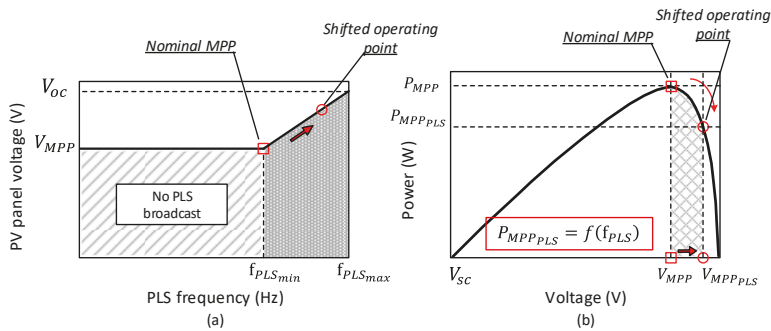 Nominal MPP
Shifted operating
point
V_OC
V_MPP
PV panel voltage (V)
No PLS
broadcast
f_PLS_min
f_PLS_max
PLS frequency (Hz)
(a)
Nominal MPP
Shifted operating
point
P_MPP
P_MPP_PLS
Power (W)
P_MPP_PLS = f(f_PLS)
V_SC
V_MPP
V_MPP_PLS
Voltage (V)
(b)